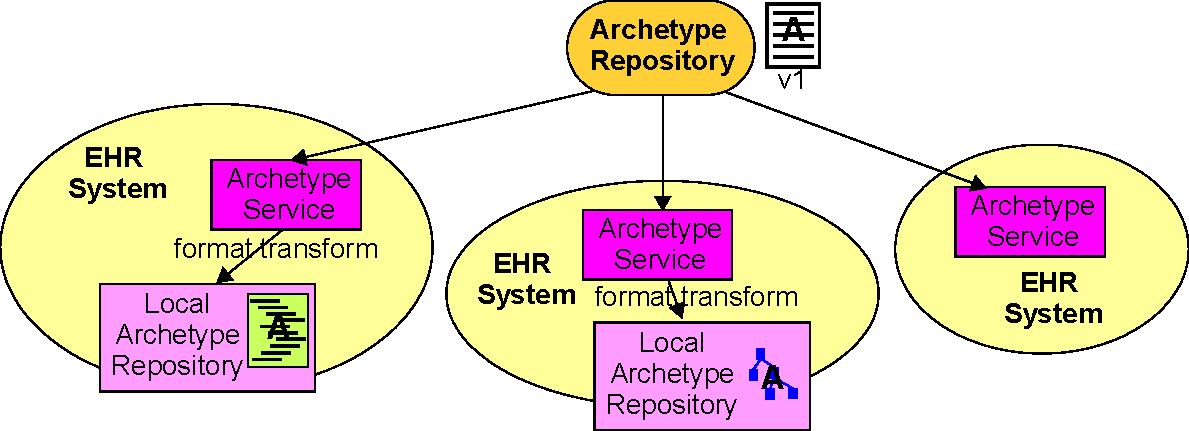 Archetype
Repository
A
v1
EHR
System
Archetype
Service
format transform
Local
Archetype
Repository
A
EHR
System
Archetype
Service
format transform
Local
Archetype
Repository
A
Archetype
Service
EHR
System